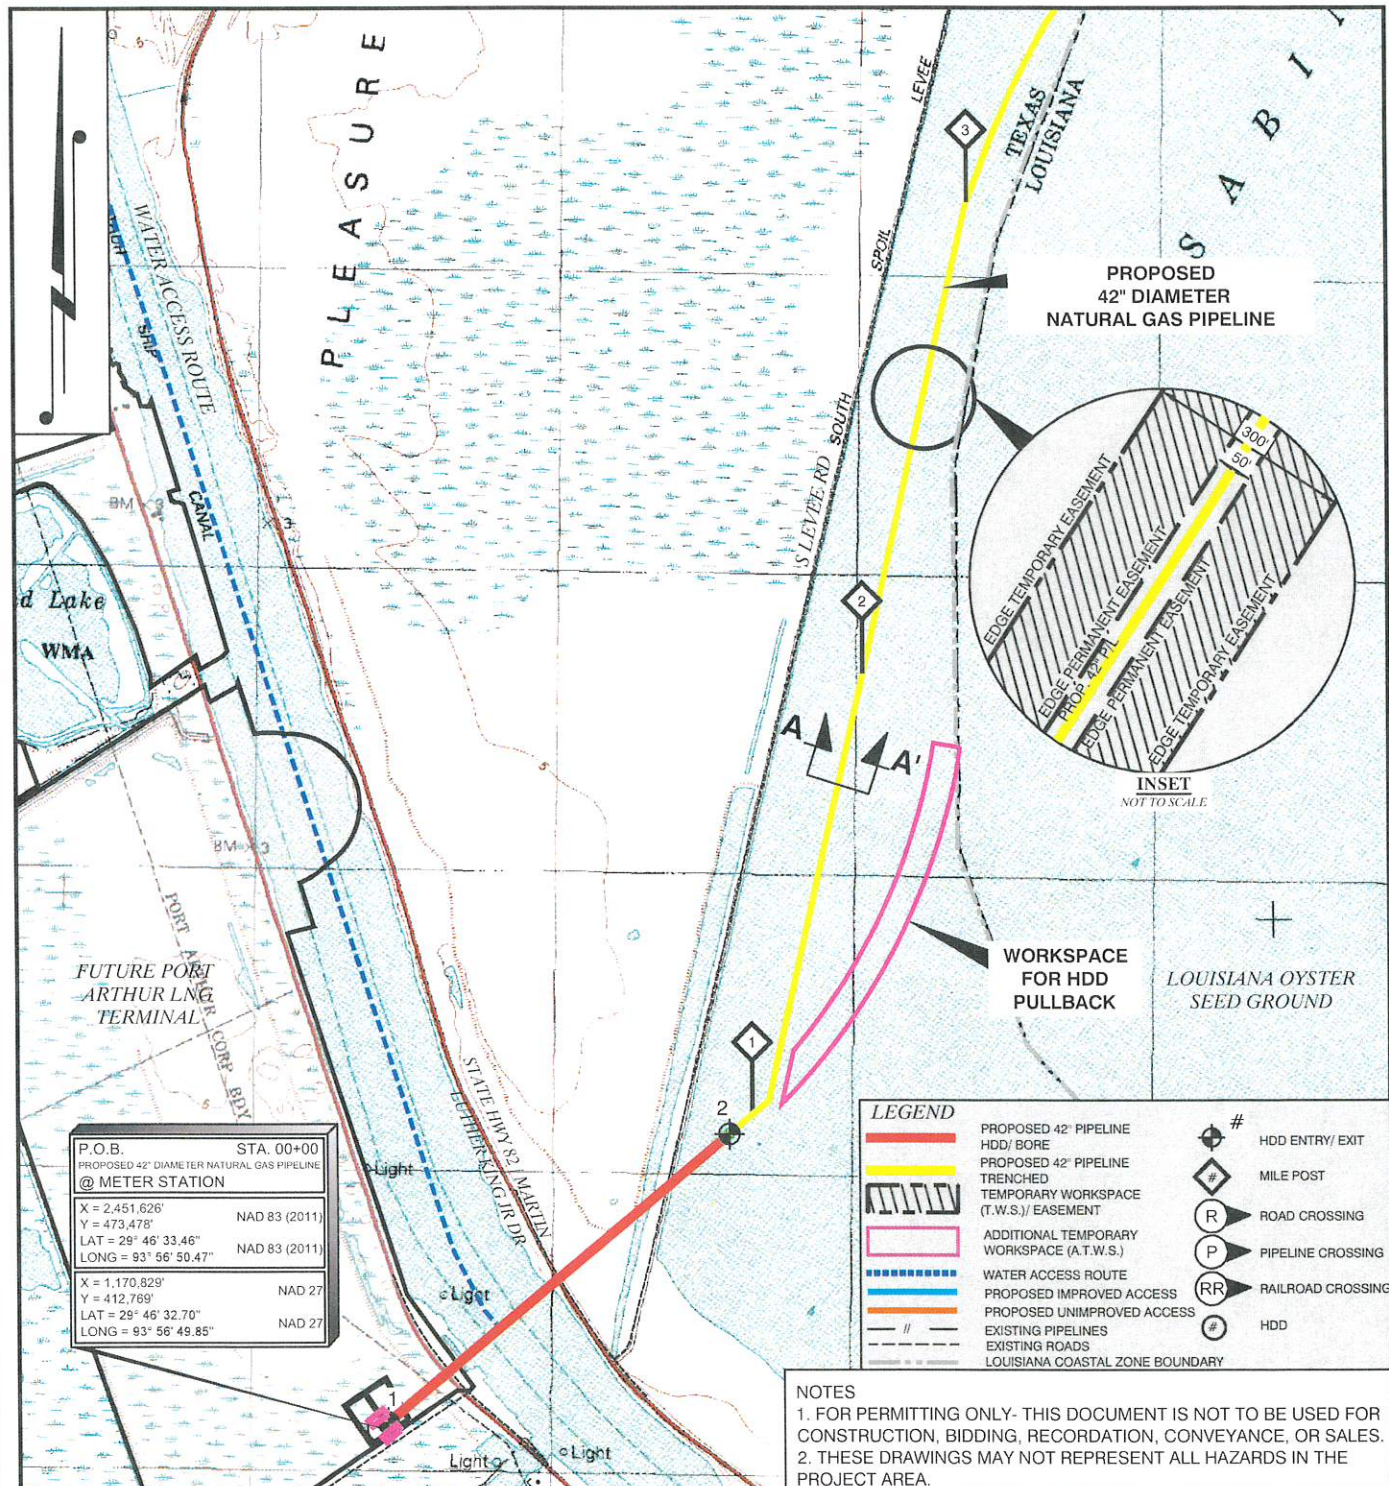 PLEASURE
WATER ACCESS ROUTE
SHIP
CANAL
BM
3
BM
3
d Lake
WMA
5
5
5
LEVEE
SPOIL
SOUTH
S LEVEE RD
TEXAS
LOUISIANA
S A B I
3
PROPOSED
42" DIAMETER
NATURAL GAS PIPELINE
300'
50'
EDGE TEMPORARY EASEMENT
EDGE PERMANENT EASEMENT
PROP. 42" P/L
EDGE PERMANENT EASEMENT
EDGE TEMPORARY EASEMENT
INSET
NOT TO SCALE
2
A
A'
WORKSPACE
FOR HDD
PULLBACK
LOUISIANA OYSTER
SEED GROUND
FUTURE PORT
ARTHUR LNG
TERMINAL
PORT ARTHUR CORP BDY
STATE HWY 82 / MARTIN
LUTHER KING JR DR
1
2
4
Light
Light
Light
Light
1
P.O.B. STA. 00+00
PROPOSED 42" DIAMETER NATURAL GAS PIPELINE
@ METER STATION
X = 2,451,626'
Y = 473,478' NAD 83 (2011)
LAT = 29° 46' 33.46"
LONG = 93° 56' 50.47" NAD 83 (2011)
X = 1,170,829'
Y = 412,769' NAD 27
LAT = 29° 46' 32.70"
LONG = 93° 56' 49.85" NAD 27
LEGEND
PROPOSED 42" PIPELINE
HDD/ BORE
PROPOSED 42" PIPELINE
TRENCHED
TEMPORARY WORKSPACE
(T.W.S.)/ EASEMENT
ADDITIONAL TEMPORARY
WORKSPACE (A.T.W.S.)
WATER ACCESS ROUTE
PROPOSED IMPROVED ACCESS
PROPOSED UNIMPROVED ACCESS
EXISTING PIPELINES
EXISTING ROADS
LOUISIANA COASTAL ZONE BOUNDARY
# HDD ENTRY/ EXIT
# MILE POST
R ROAD CROSSING
P PIPELINE CROSSING
RR RAILROAD CROSSING
# HDD
NOTES
1. FOR PERMITTING ONLY- THIS DOCUMENT IS NOT TO BE USED FOR
CONSTRUCTION, BIDDING, RECORDATION, CONVEYANCE, OR SALES.
2. THESE DRAWINGS MAY NOT REPRESENT ALL HAZARDS IN THE
PROJECT AREA.